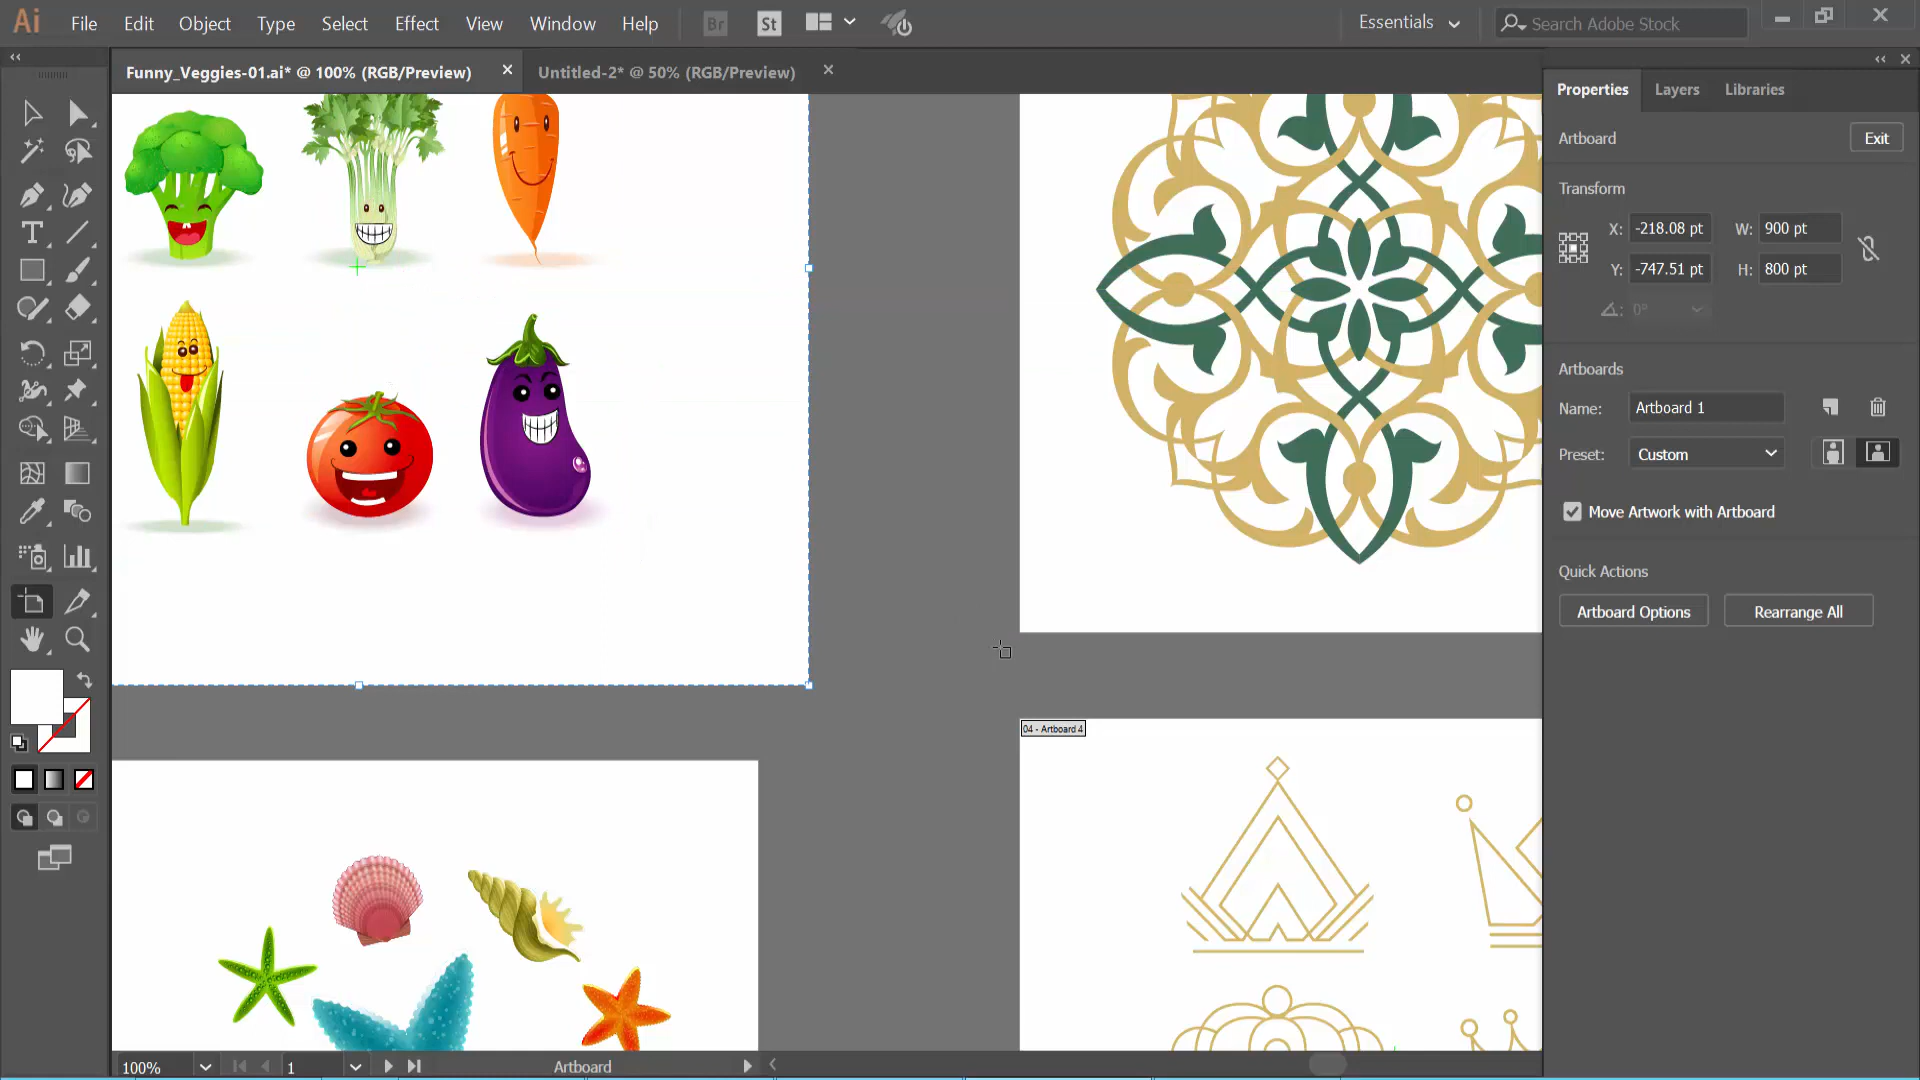 Ai File Edit Object Type Select Effect View Window Help Br St Essentials Search Adobe Stock
Funny_Veggies-01.ai* @ 100% (RGB/Preview) Untitled-2* @ 50% (RGB/Preview)
Properties Layers Libraries
Artboard Exit
Transform
X: -218.08 pt W: 900 pt
Y: -747.51 pt H: 800 pt
0°
Artboards
Name: Artboard 1
Preset: Custom
Move Artwork with Artboard
Quick Actions
Artboard Options Rearrange All
04 - Artboard 4
100% 1 Artboard